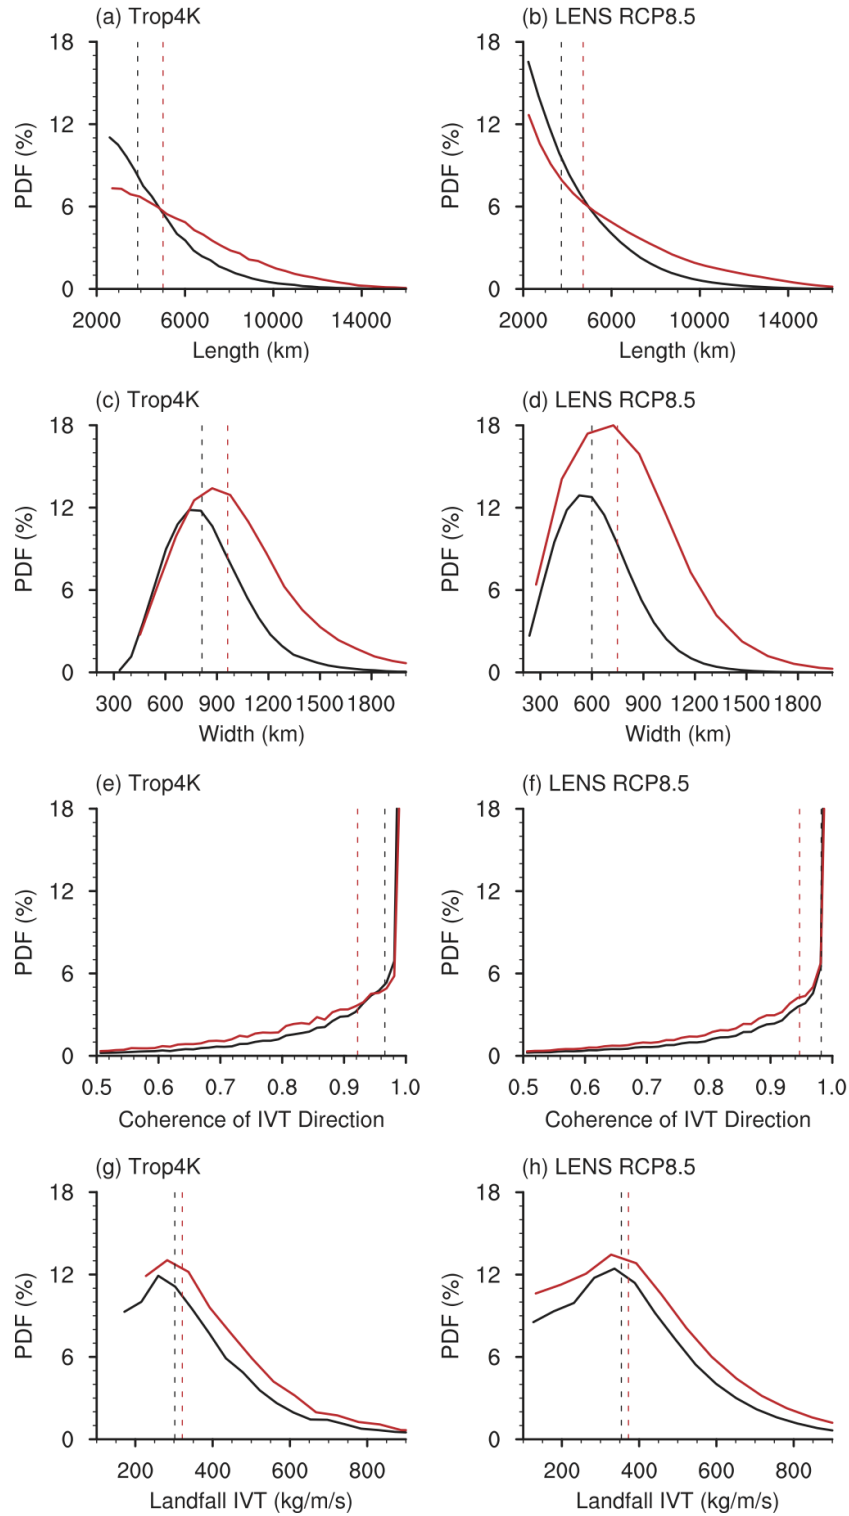 (a) Trop4K
(b) LENS RCP8.5
18
12
6
0
PDF (%)
2000 6000 10000 14000
Length (km)
18
12
6
0
PDF (%)
2000 6000 10000 14000
Length (km)
(c) Trop4K
(d) LENS RCP8.5
18
12
6
0
PDF (%)
300 600 900 1200 1500 1800
Width (km)
18
12
6
0
PDF (%)
300 600 900 1200 1500 1800
Width (km)
(e) Trop4K
(f) LENS RCP8.5
18
12
6
0
PDF (%)
0.5 0.6 0.7 0.8 0.9 1.0
Coherence of IVT Direction
18
12
6
0
PDF (%)
0.5 0.6 0.7 0.8 0.9 1.0
Coherence of IVT Direction
(g) Trop4K
(h) LENS RCP8.5
18
12
6
0
PDF (%)
200 400 600 800
Landfall IVT (kg/m/s)
18
12
6
0
PDF (%)
200 400 600 800
Landfall IVT (kg/m/s)